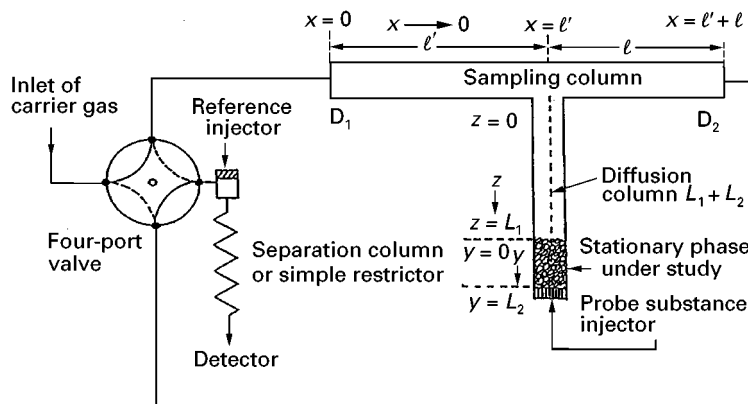 x = 0
x → 0
x = ℓ′
x = ℓ′ + ℓ
ℓ′
ℓ
Sampling column
Inlet of
carrier gas
Reference
injector
D₁
z = 0
D₂
z
Diffusion
column L₁ + L₂
z = L₁
Four-port
valve
Separation column
or simple restrictor
y = 0
y
Stationary phase
under study
y = L₂
Probe substance
injector
Detector